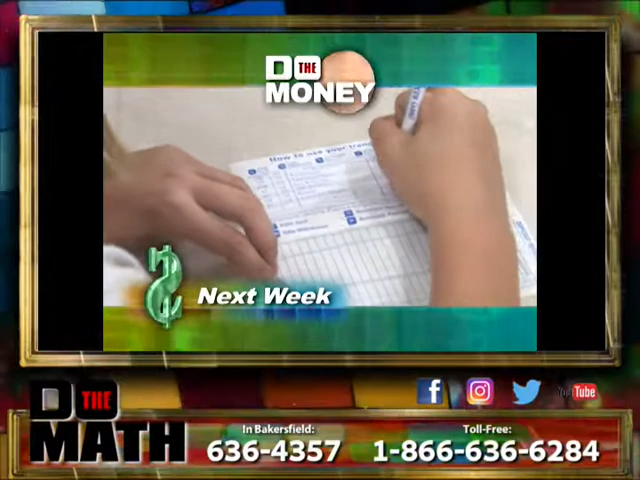 DO THE
MONEY
How to use your tran
Next Week
DO THE
MATH
In Bakersfield:
636-4357
Toll-Free:
1-866-636-6284
YouTube